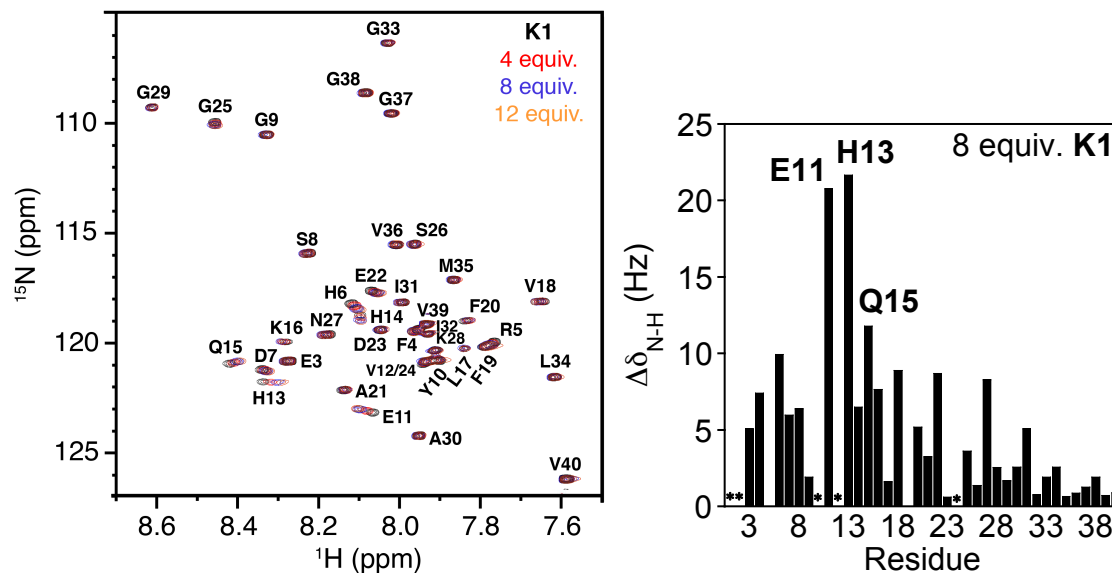 K1
4 equiv.
8 equiv.
12 equiv.
G33
G38
G37
G29
G25
G9
S8
V36
S26
M35
E22
I31
V18
H6
H14
V39
F20
I32
N27
K16
D23
F4
K28
R5
Q15
D7
E3
V12/24
Y10
L17
F19
L34
H13
A21
E11
A30
V40
110
115
120
125
15N (ppm)
8.6
8.4
8.2
8.0
7.8
7.6
1H (ppm)
8 equiv. K1
E11
H13
Q15
25
20
15
10
5
0
ΔδN-H (Hz)
** * * *
3
8
13
18
23
28
33
38
Residue